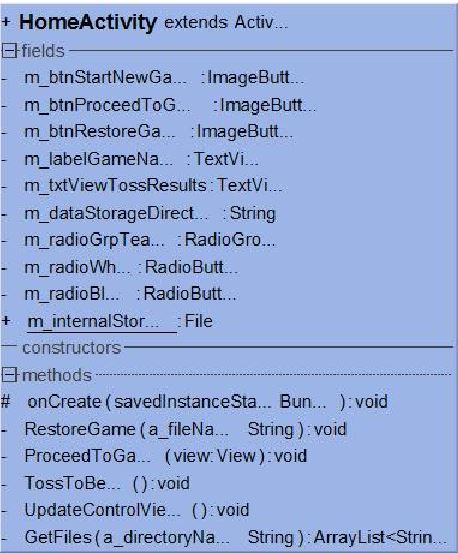 + HomeActivity extends Activ...
fields
- m_btnStartNewGa... :ImageButt...
- m_btnProceedToG... :ImageButt...
- m_btnRestoreGa... :ImageButt...
- m_labelGameNa... :TextVi...
- m_txtViewTossResults:TextVi...
- m_dataStorageDirect... :String
- m_radioGrpTea... :RadioGro...
- m_radioWh... :RadioButt...
- m_radioBl... :RadioButt...
+ m_internalStor... :File
constructors
methods
# onCreate(savedInstanceSta... Bun... ):void
- RestoreGame(a_fileNa... String):void
- ProceedToGa... (view:View):void
- TossToBe... ():void
- UpdateControlVie... ():void
- GetFiles(a_directoryNa... String):ArrayList<Strin...